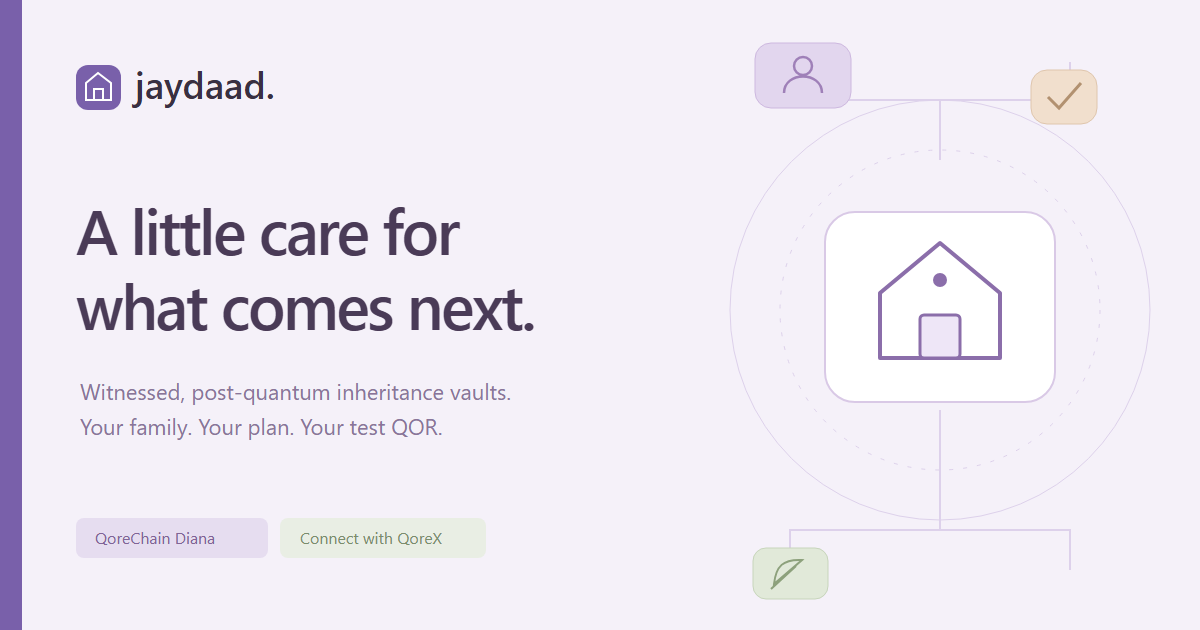 jaydaad.
A little care for
what comes next.
Witnessed, post-quantum inheritance vaults.
Your family. Your plan. Your test QOR.
QoreChain Diana
Connect with QoreX